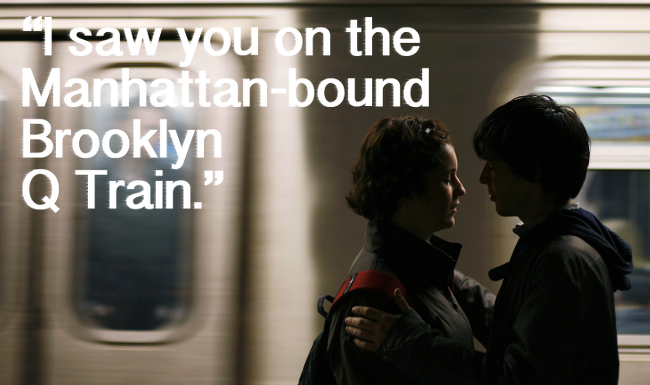 “I saw you on the
Manhattan-bound
Brooklyn
Q Train.”